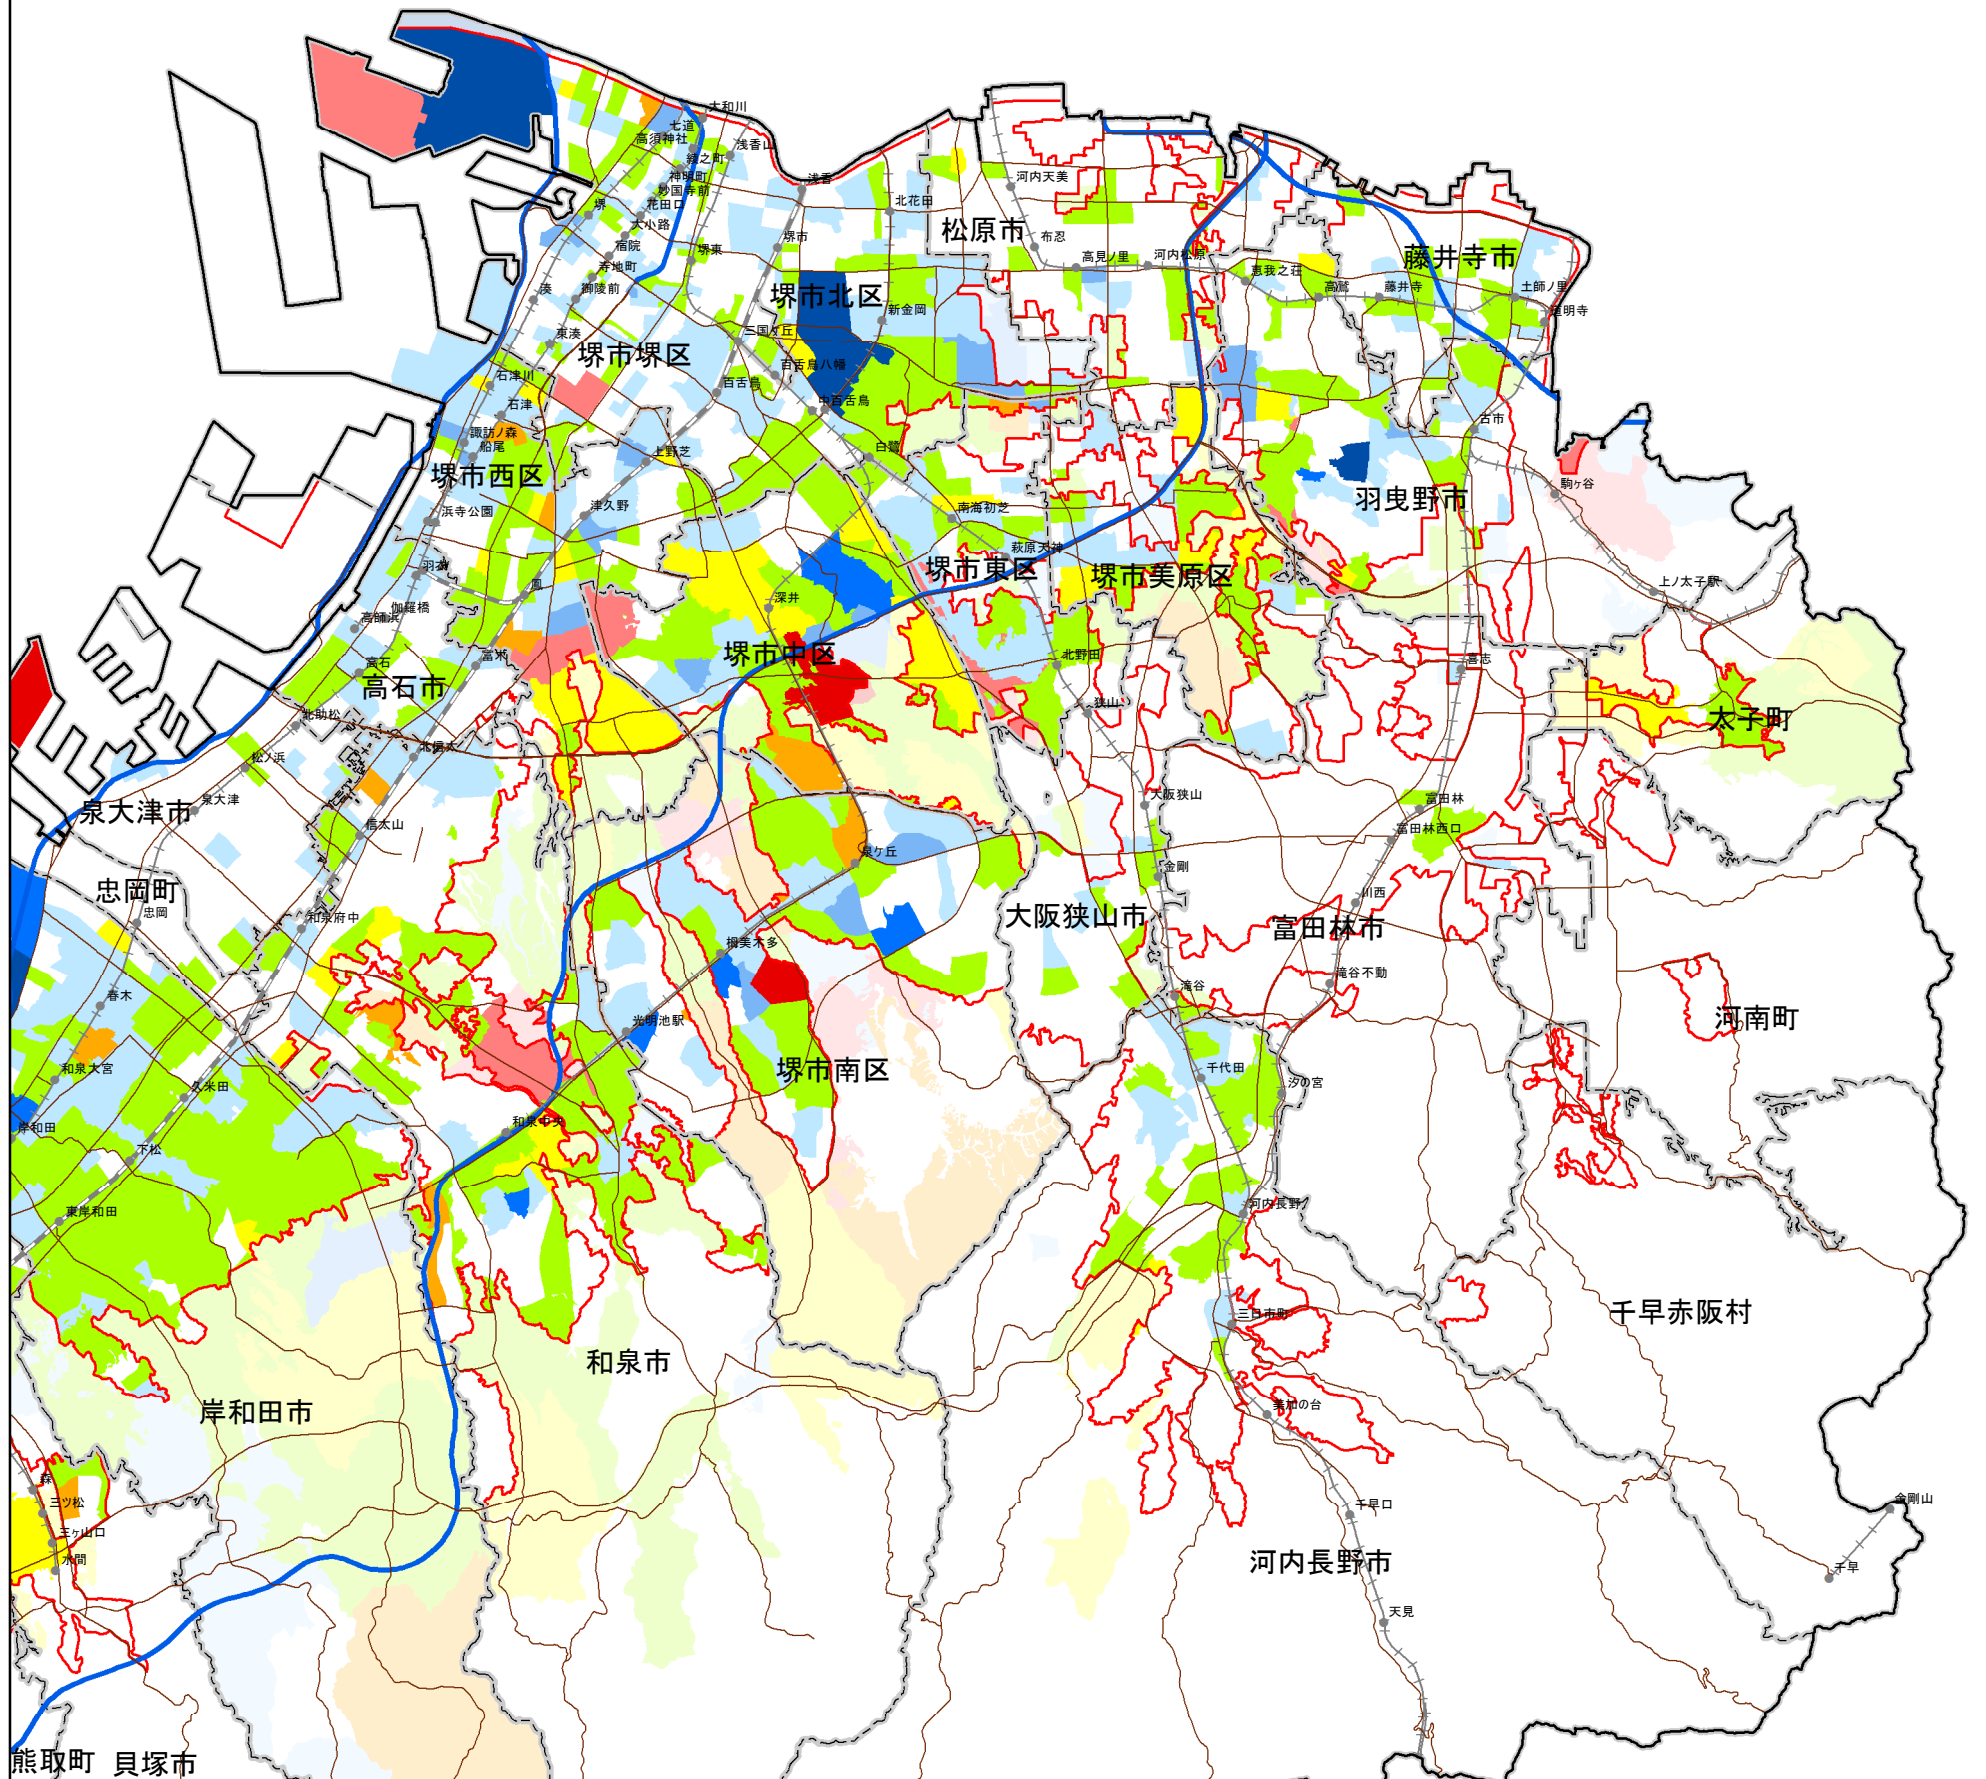 大和川
七道
高須神社
浅香山
綾之町
神明町
妙国寺前
浅香
河内天美
花田口
堺
北花田
大小路
松原市
宿院
堺市
布忍
堺東
藤井寺市
高見ノ里
河内松原
寺地町
恵我之荘
高鷲
藤井寺
土師ノ里
御陵前
湊
堺市北区
新金岡
道明寺
東湊
三国ヶ丘
堺市堺区
百舌鳥八幡
石津川
百舌鳥
中百舌鳥
石津
古市
諏訪ノ森
船尾
上野芝
白鷺
堺市西区
駒ヶ谷
羽曳野市
浜寺公園
津久野
南海初芝
萩原天神
羽衣
堺市東区
堺市美原区
上ノ太子駅
鳳
伽羅橋
高師浜
深井
堺市中区
北野田
富木
高石
喜志
高石市
狭山
北助松
太子町
北信太
松ノ浜
泉大津
泉大津市
大阪狭山
富田林
信太山
富田林西口
泉ケ丘
金剛
忠岡町
川西
忠岡
和泉府中
大阪狭山市
富田林市
栂美木多
滝谷不動
春木
滝谷
河南町
光明池駅
和泉大宮
堺市南区
千代田
汐の宮
久米田
岸和田
和泉中央
下松
東岸和田
河内長野
三日市町
千早赤阪村
和泉市
岸和田市
美加の台
森
三ツ松
千早口
金剛山
三ヶ山口
水間
河内長野市
千早
天見
熊取町
貝塚市